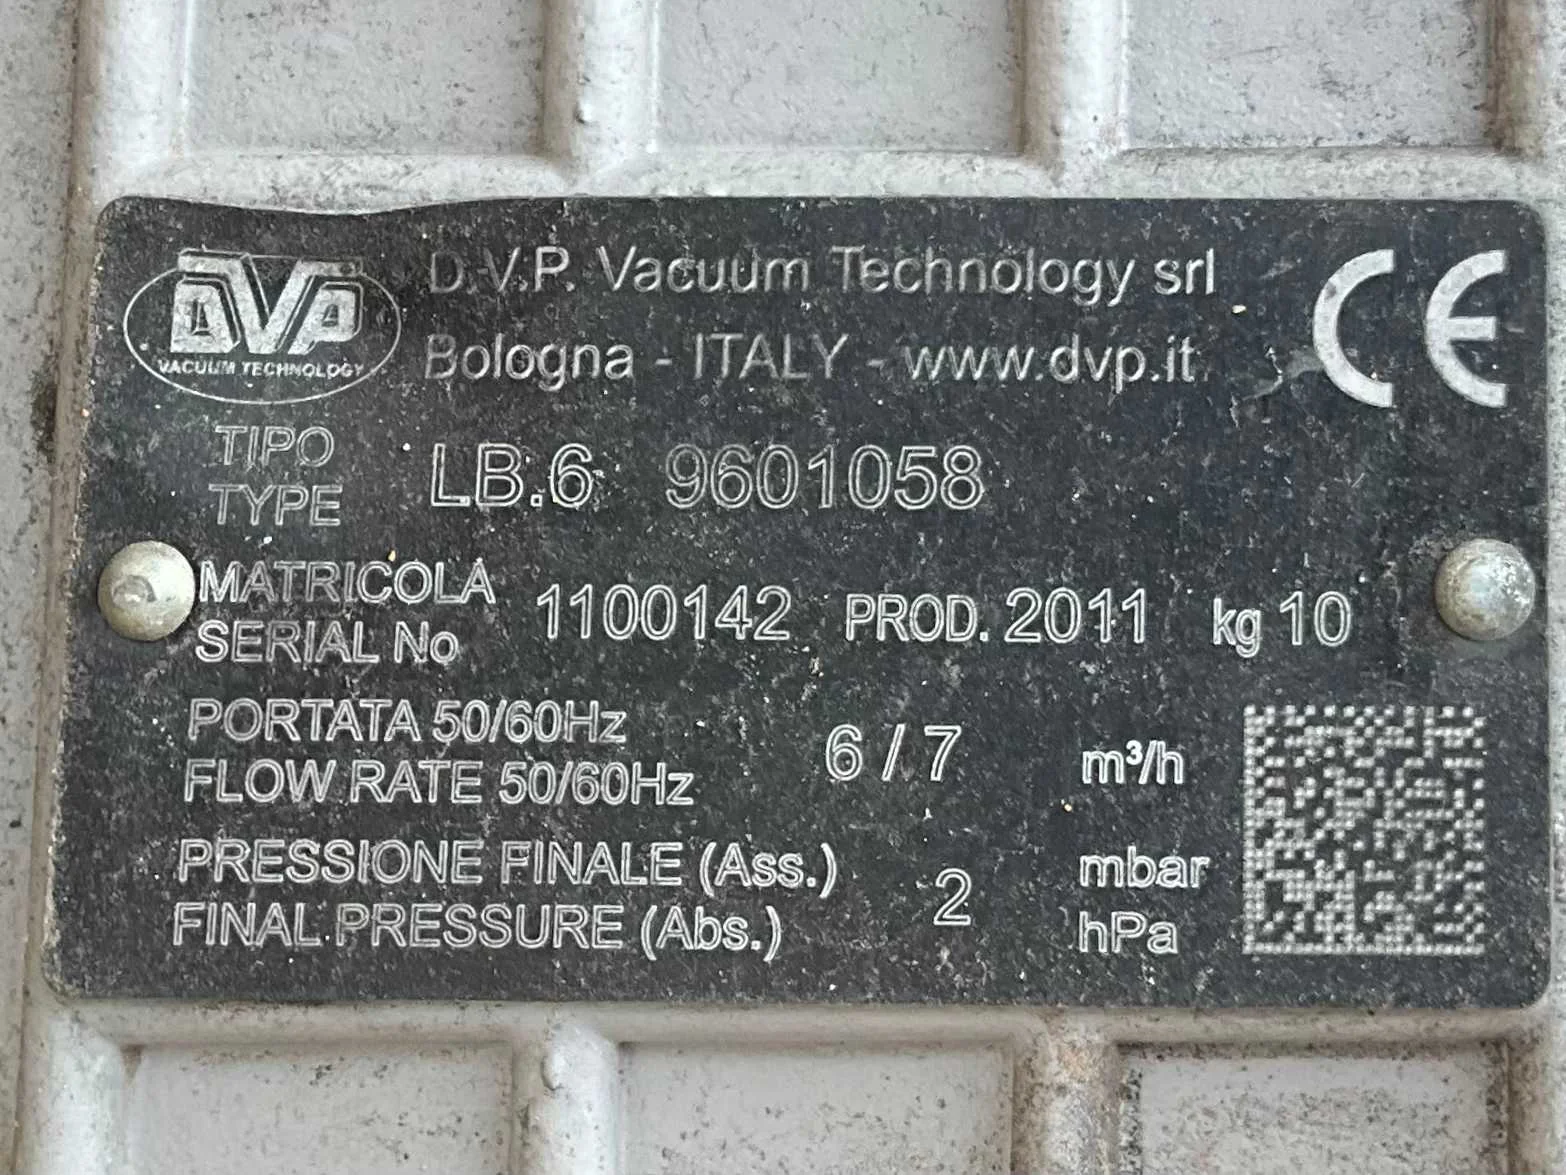 DVP
VACUUM TECHNOLOGY
D.V.P. Vacuum Technology srl
Bologna - ITALY - www.dvp.it
CE
TIPO
TYPE
LB.6 9601058
MATRICOLA
SERIAL No
1100142 PROD. 2011 kg 10
PORTATA 50/60Hz
FLOW RATE 50/60Hz
6 / 7 m³/h
PRESSIONE FINALE (Ass.)
FINAL PRESSURE (Abs.)
2
mbar
hPa